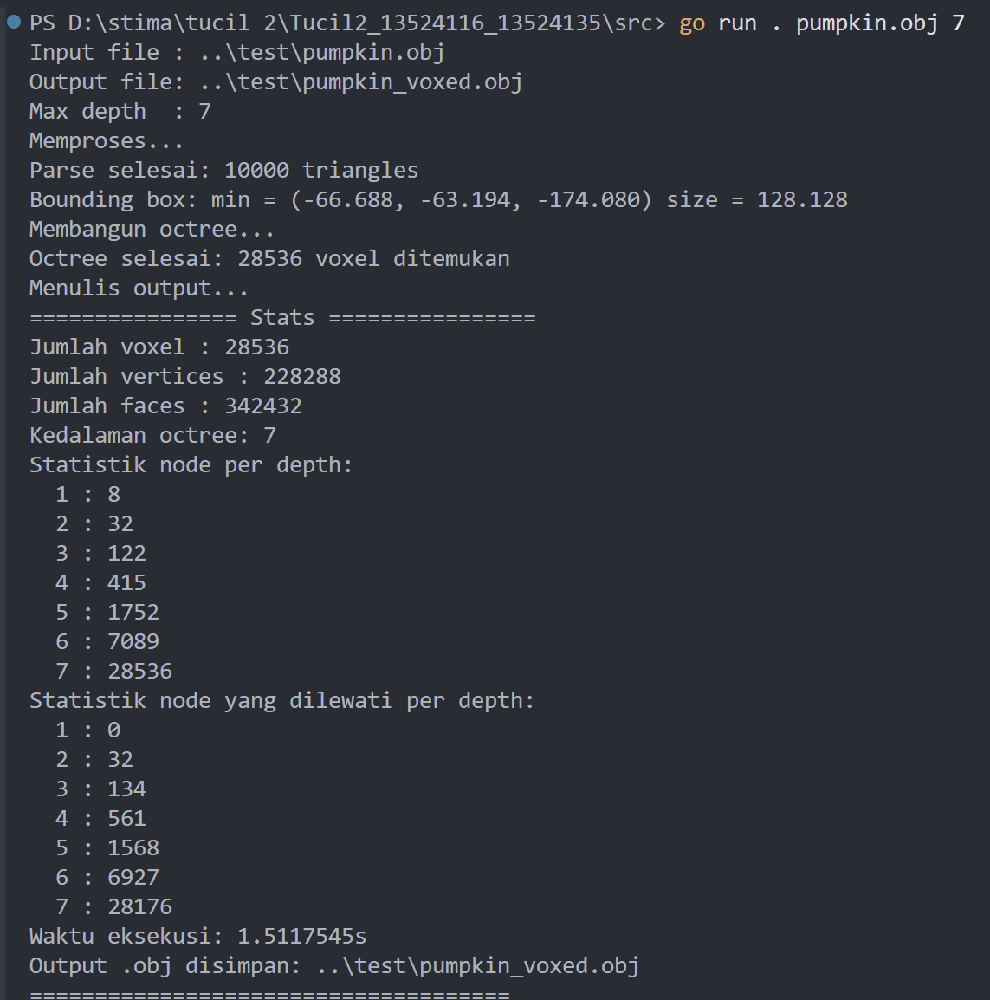 PS D:\stima\tucil 2\Tucil2_13524116_13524135\src> go run . pumpkin.obj 7
Input file : ..\test\pumpkin.obj
Output file: ..\test\pumpkin_voxed.obj
Max depth  : 7
Memproses...
Parse selesai: 10000 triangles
Bounding box: min = (-66.688, -63.194, -174.080) size = 128.128
Membangun octree...
Octree selesai: 28536 voxel ditemukan
Menulis output...
================ Stats ================
Jumlah voxel : 28536
Jumlah vertices : 228288
Jumlah faces : 342432
Kedalaman octree: 7
Statistik node per depth:
  1 : 8
  2 : 32
  3 : 122
  4 : 415
  5 : 1752
  6 : 7089
  7 : 28536
Statistik node yang dilewati per depth:
  1 : 0
  2 : 32
  3 : 134
  4 : 561
  5 : 1568
  6 : 6927
  7 : 28176
Waktu eksekusi: 1.5117545s
Output .obj disimpan: ..\test\pumpkin_voxed.obj
=====================================